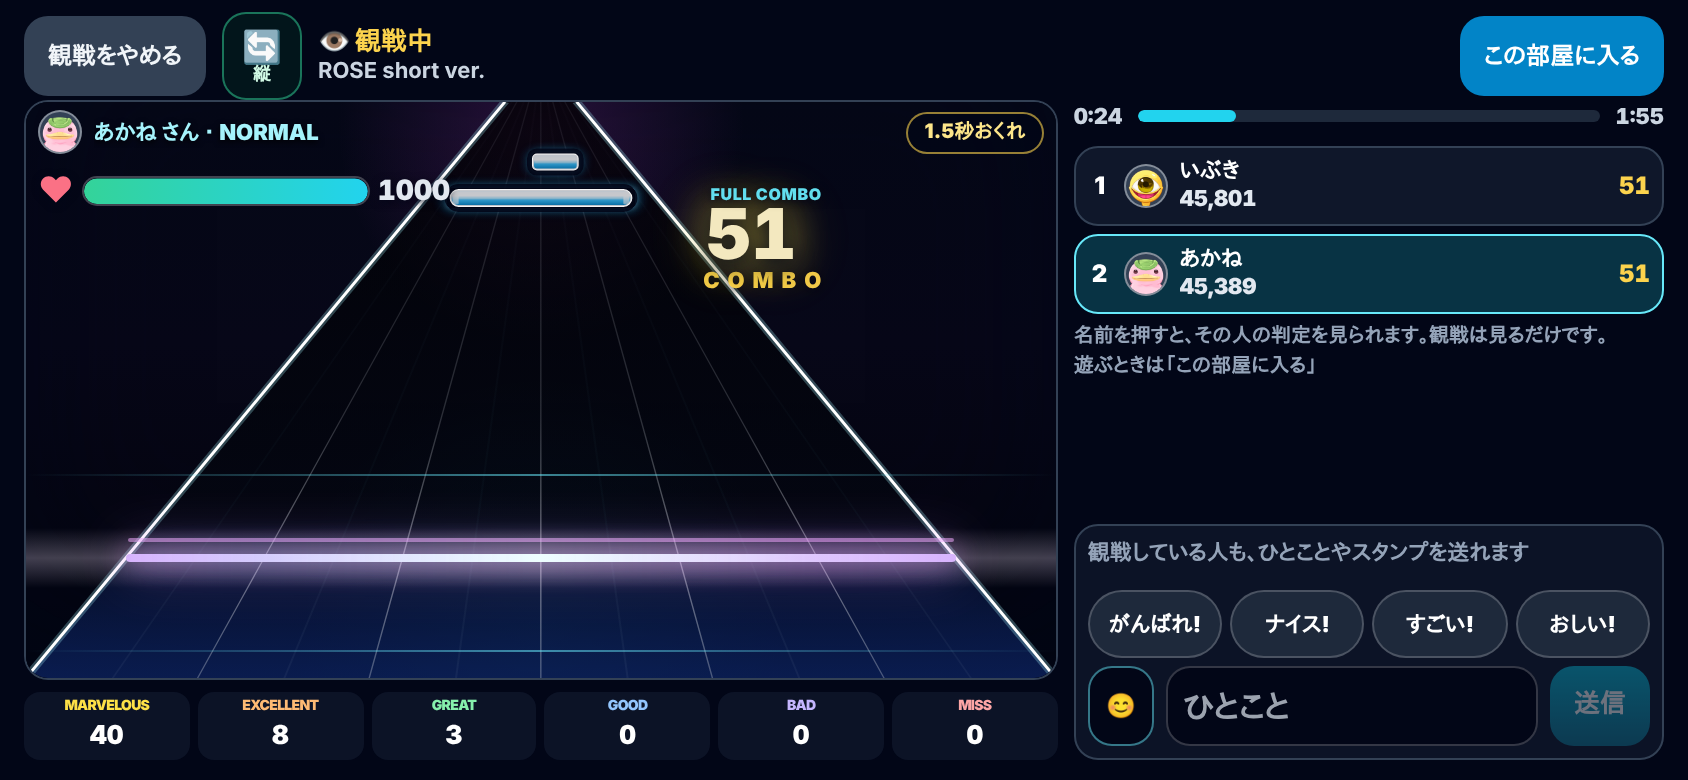 観戦をやめる
縦
観戦中
ROSE short ver.
この部屋に入る
あかね さん・NORMAL
1.5秒おくれ
1000
FULL COMBO
51
COMBO
0:24
1:55
1
いぶき
45,801
51
2
あかね
45,389
51
名前を押すと、その人の判定を見られます。観戦は見るだけです。
遊ぶときは「この部屋に入る」
観戦している人も、ひとことやスタンプを送れます
がんばれ!
ナイス!
すごい!
おしい!
ひとこと
送信
MARVELOUS
40
EXCELLENT
8
GREAT
3
GOOD
0
BAD
0
MISS
0